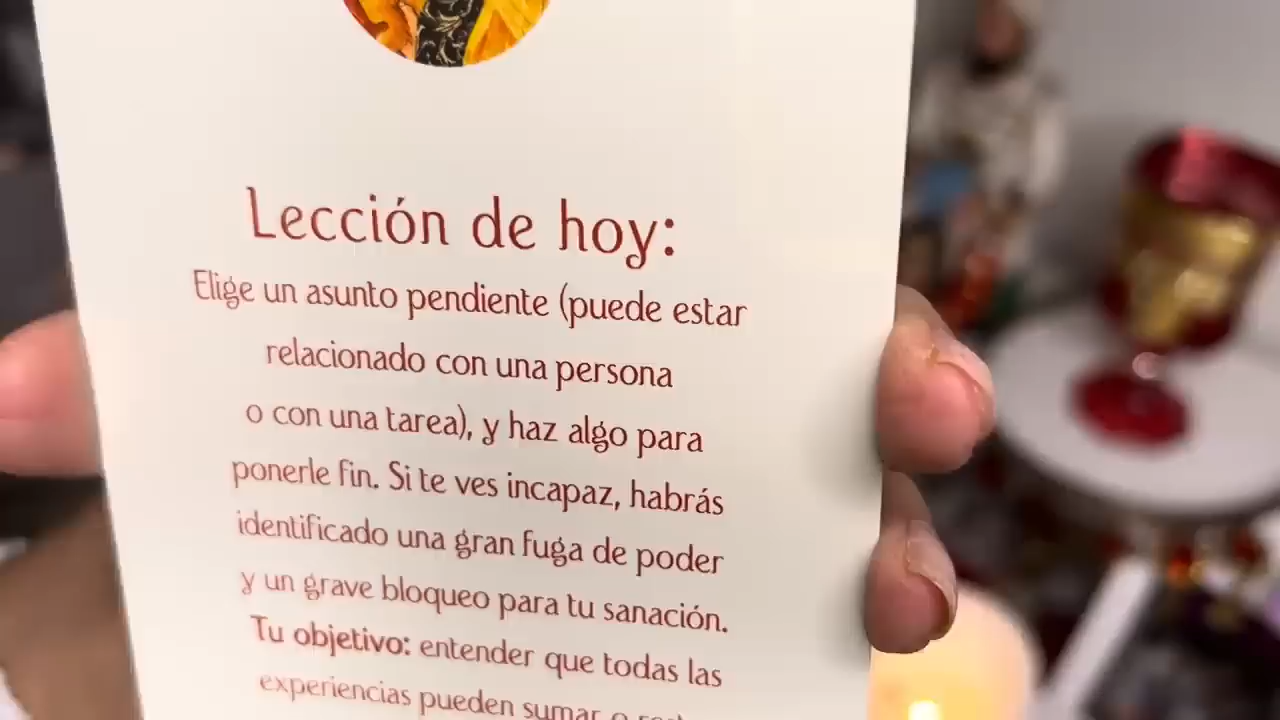 Lección de hoy:
Elige un asunto pendiente (puede estar
relacionado con una persona
o con una tarea), y haz algo para
ponerle fin. Si te ves incapaz, habrás
identificado una gran fuga de poder
y un grave bloqueo para tu sanación.
Tu objetivo: entender que todas las
experiencias pueden sumar o